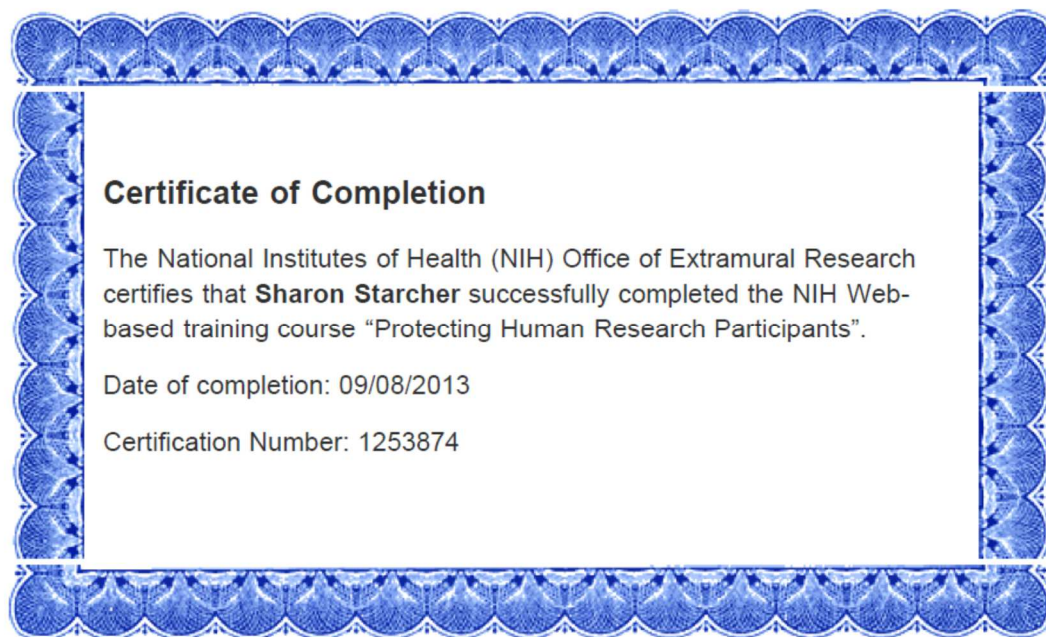 Certificate of Completion
The National Institutes of Health (NIH) Office of Extramural Research
certifies that Sharon Starcher successfully completed the NIH Web-
based training course “Protecting Human Research Participants”.
Date of completion: 09/08/2013
Certification Number: 1253874